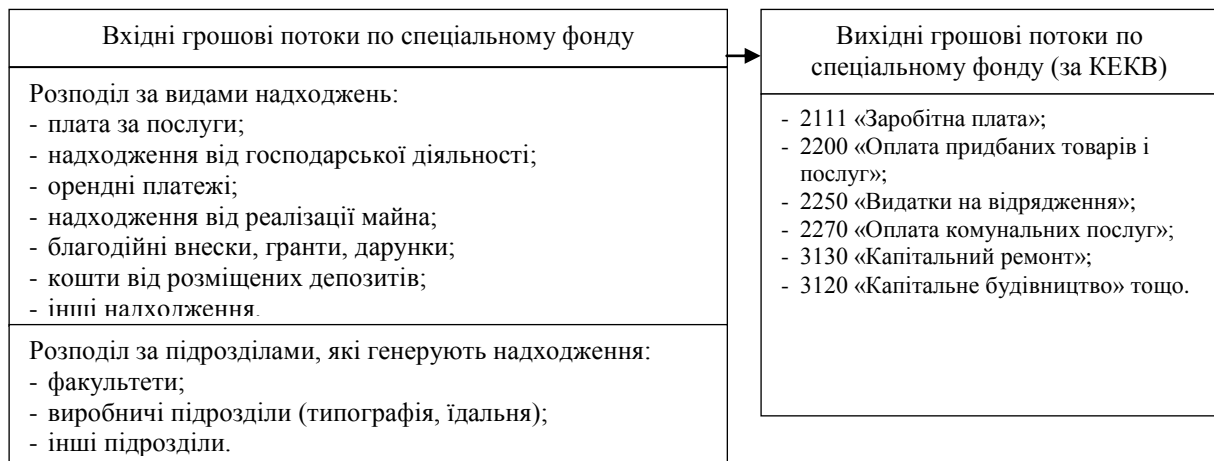 Вхідні грошові потоки по спеціальному фонду
Розподіл за видами надходжень:
- плата за послуги;
- надходження від господарської діяльності;
- орендні платежі;
- надходження від реалізації майна;
- благодійні внески, гранти, дарунки;
- кошти від розміщених депозитів;
- інші надходження.
Розподіл за підрозділами, які генерують надходження:
- факультети;
- виробничі підрозділи (типографія, їдальня);
- інші підрозділи.
Вихідні грошові потоки по
спеціальному фонду (за КЕКВ)
- 2111 «Заробітна плата»;
- 2200 «Оплата придбаних товарів і
послуг»;
- 2250 «Видатки на відрядження»;
- 2270 «Оплата комунальних послуг»;
- 3130 «Капітальний ремонт»;
- 3120 «Капітальне будівництво» тощо.